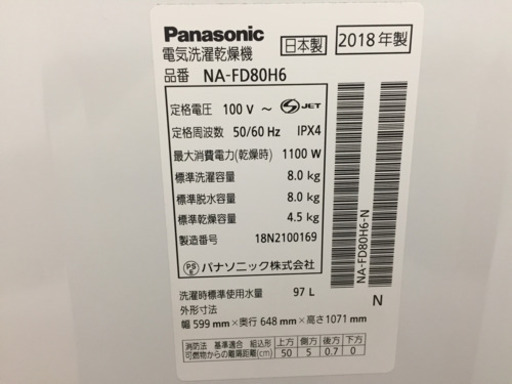 Panasonic
電気洗濯乾燥機
日本製
2018年製
品番 NA-FD80H6
定格電圧 100 V ～ S JET
定格周波数 50/60 Hz IPX4
最大消費電力(乾燥時) 1100 W
標準洗濯容量 8.0 kg
標準脱水容量 8.0 kg
標準乾燥容量 4.5 kg
製造番号 18N2100169
PSE パナソニック株式会社
洗濯時標準使用水量 97 L
外形寸法
幅 599 mm×奥行 648 mm×高さ1071 mm
消防法 基準適合 組込形 上方 側方 後方 下方
可燃物からの離隔距離(cm) 50 5 0.7 0
NA-FD80H6-N
N